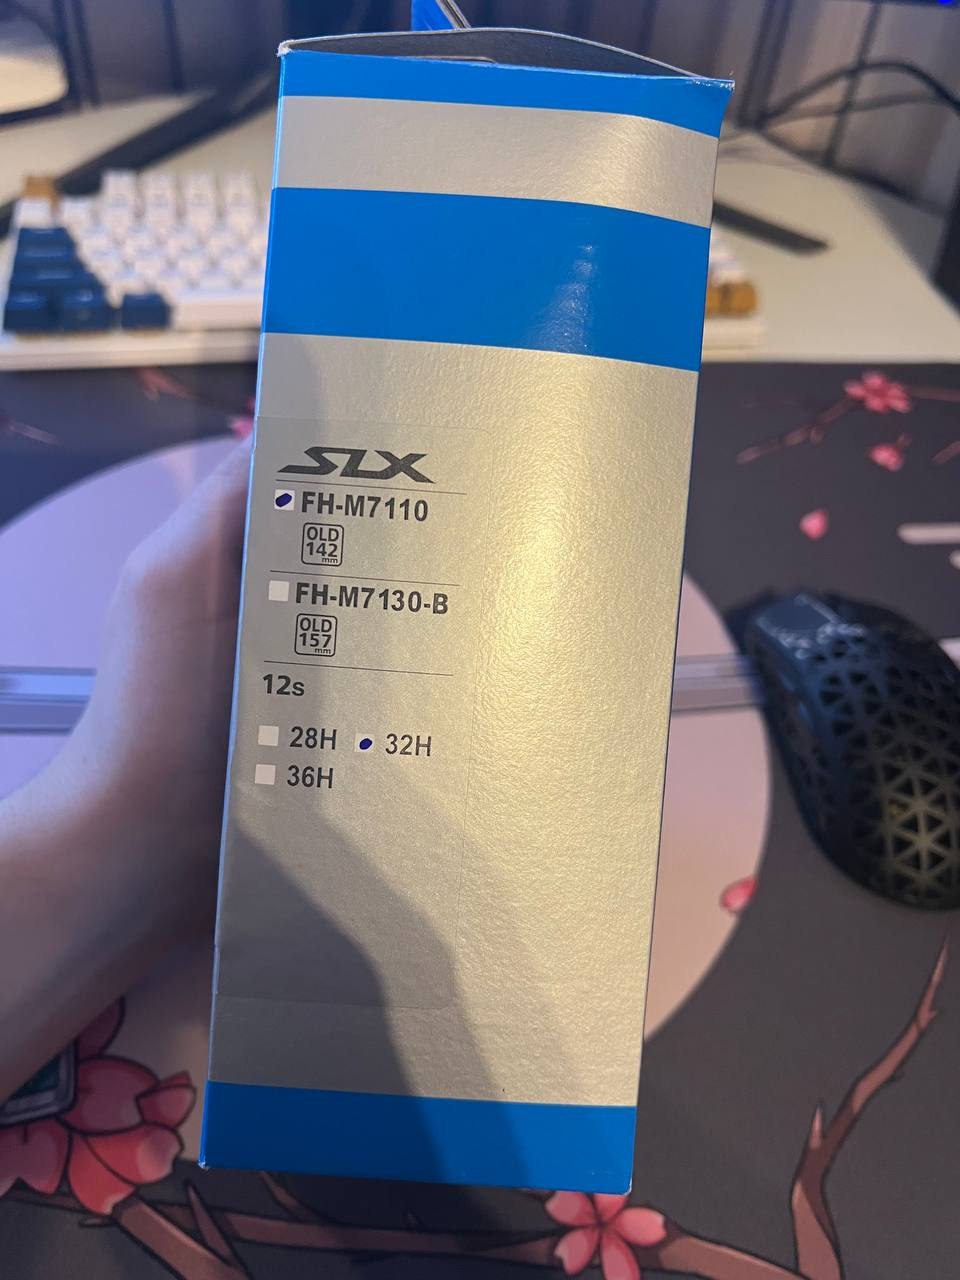 SLX
FH-M7110
OLD
142
mm
FH-M7130-B
OLD
157
mm
12s
28H 32H
36H